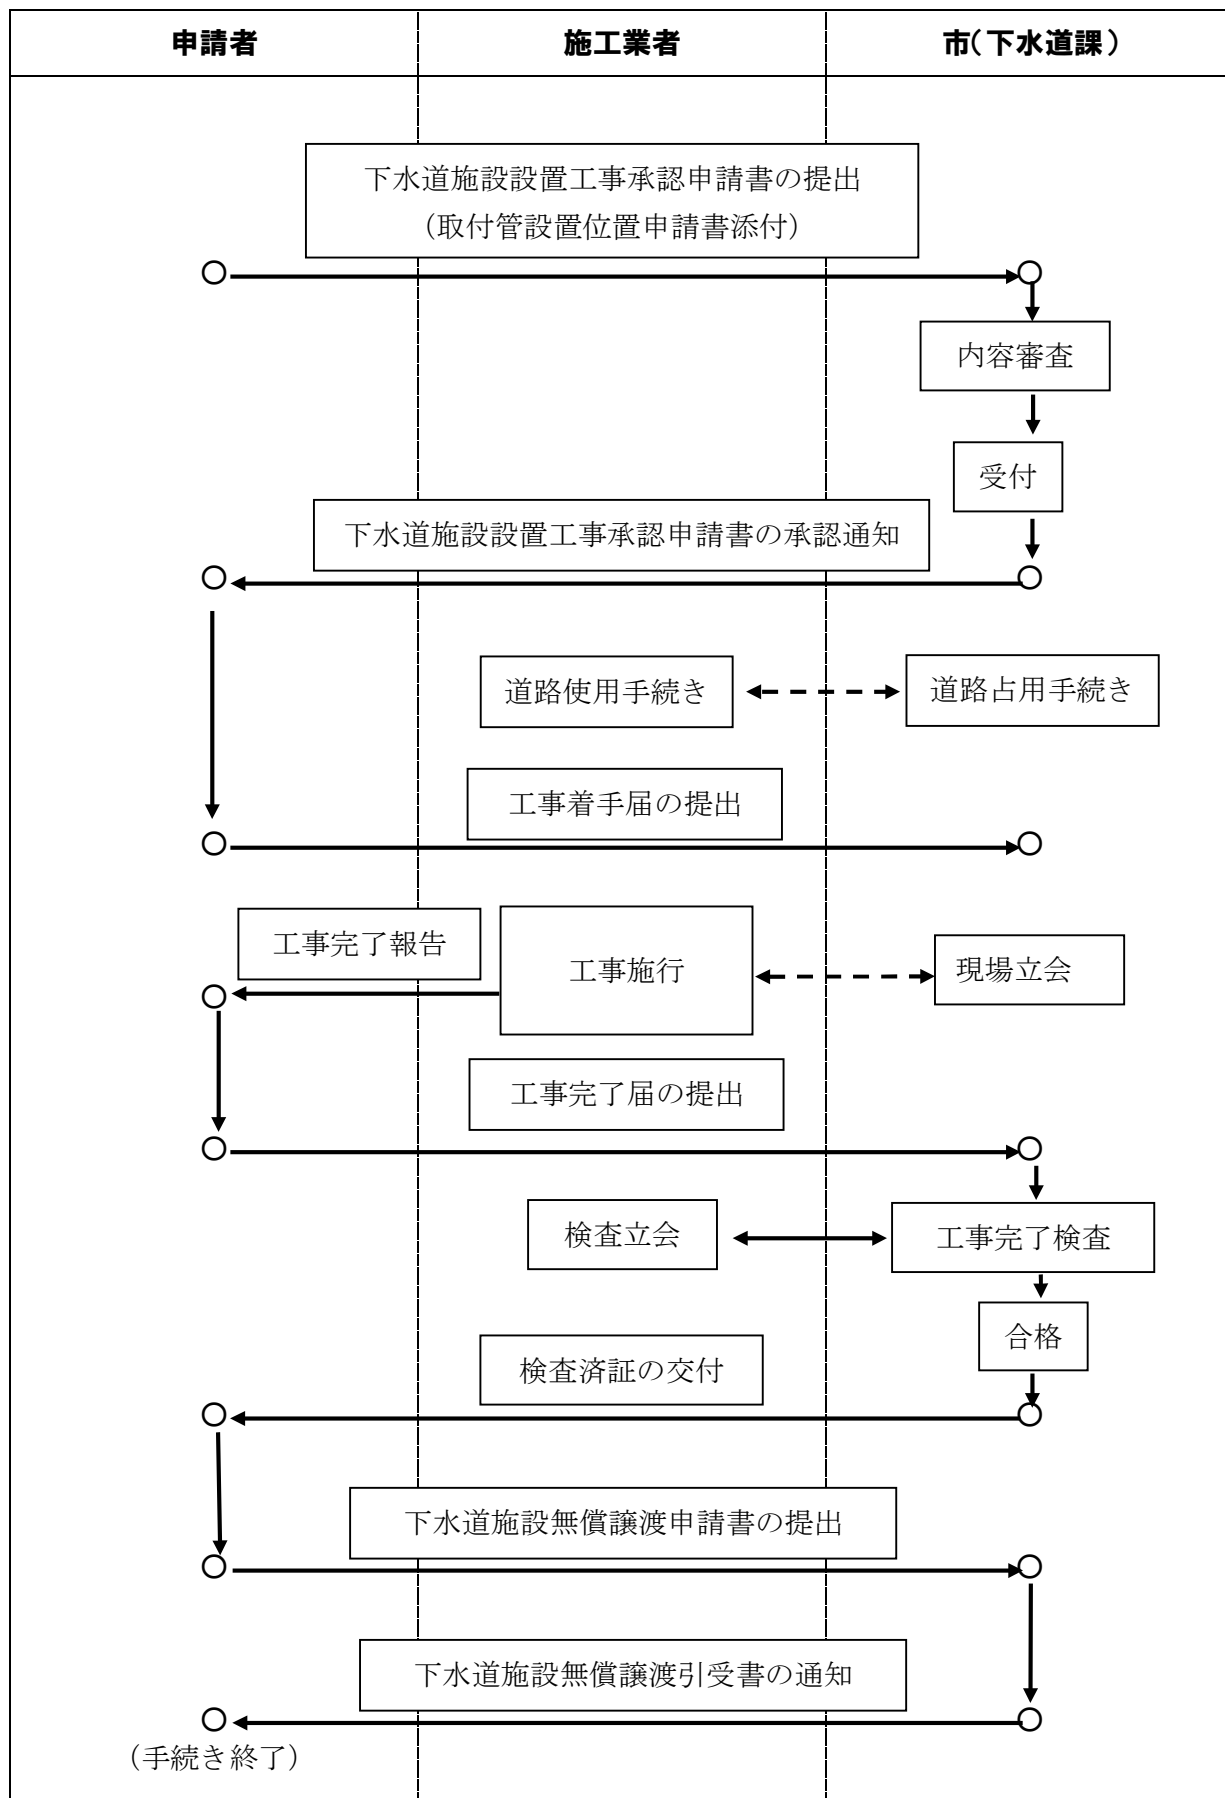 申請者
施工業者
市(下水道課)
下水道施設設置工事承認申請書の提出
(取付管設置位置申請書添付)
内容審査
受付
下水道施設設置工事承認申請書の承認通知
道路使用手続き
道路占用手続き
工事着手届の提出
工事完了報告
工事施行
現場立会
工事完了届の提出
検査立会
工事完了検査
合格
検査済証の交付
下水道施設無償譲渡申請書の提出
下水道施設無償譲渡引受書の通知
(手続き終了)